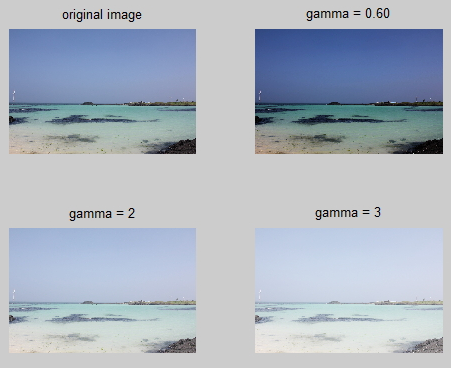 original image
gamma = 0.60
gamma = 2
gamma = 3